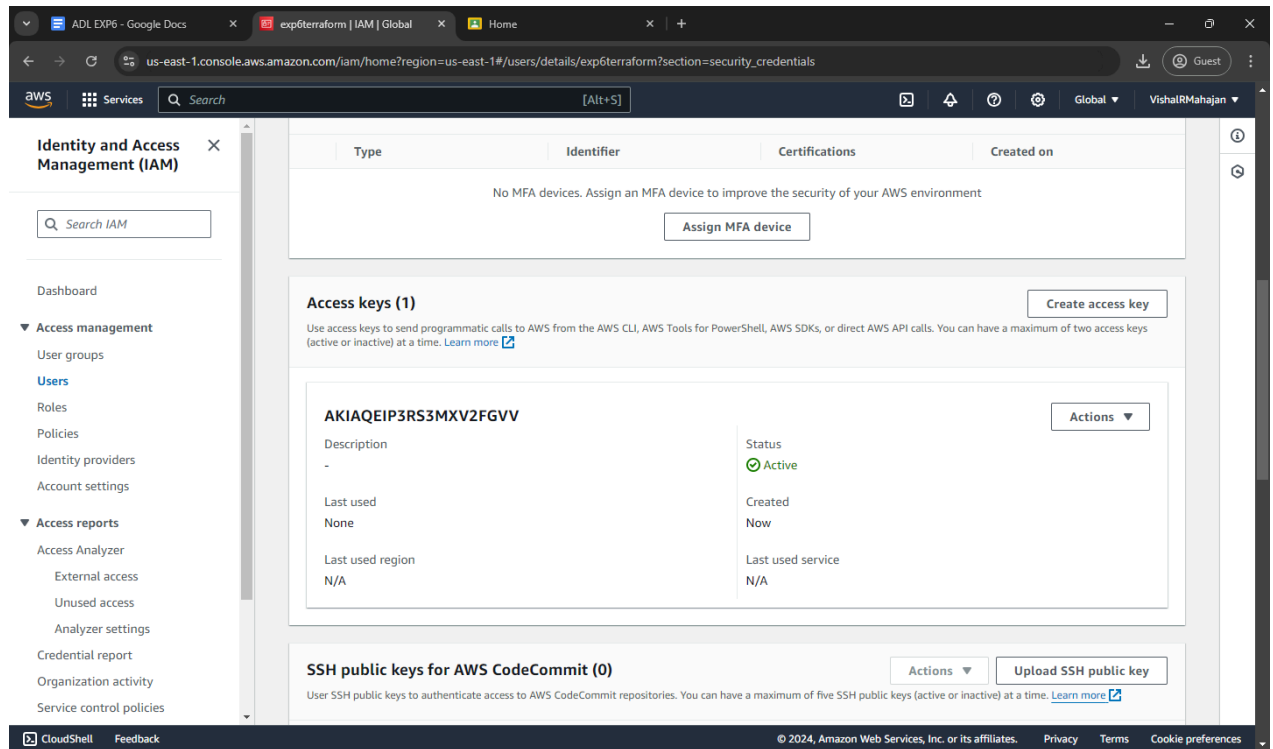 ADL EXP6 - Google Docs
exp6terraform | IAM | Global
Home
us-east-1.console.aws.amazon.com/iam/home?region=us-east-1#/users/details/exp6terraform?section=security_credentials
Guest
aws
Services
Search
[Alt+S]
Global
VishalRMahajan
Identity and Access
Management (IAM)
Search IAM
Dashboard
Access management
User groups
Users
Roles
Policies
Identity providers
Account settings
Access reports
Access Analyzer
External access
Unused access
Analyzer settings
Credential report
Organization activity
Service control policies
Type Identifier Certifications Created on
No MFA devices. Assign an MFA device to improve the security of your AWS environment
Assign MFA device
Access keys (1)
Create access key
Use access keys to send programmatic calls to AWS from the AWS CLI, AWS Tools for PowerShell, AWS SDKs, or direct AWS API calls. You can have a maximum of two access keys
(active or inactive) at a time. Learn more
AKIAQEIP3RS3MXV2FGVV
Actions
Description
-
Status
Active
Last used
None
Created
Now
Last used region
N/A
Last used service
N/A
SSH public keys for AWS CodeCommit (0)
Actions
Upload SSH public key
User SSH public keys to authenticate access to AWS CodeCommit repositories. You can have a maximum of five SSH public keys (active or inactive) at a time. Learn more
CloudShell
Feedback
© 2024, Amazon Web Services, Inc. or its affiliates.
Privacy
Terms
Cookie preferences